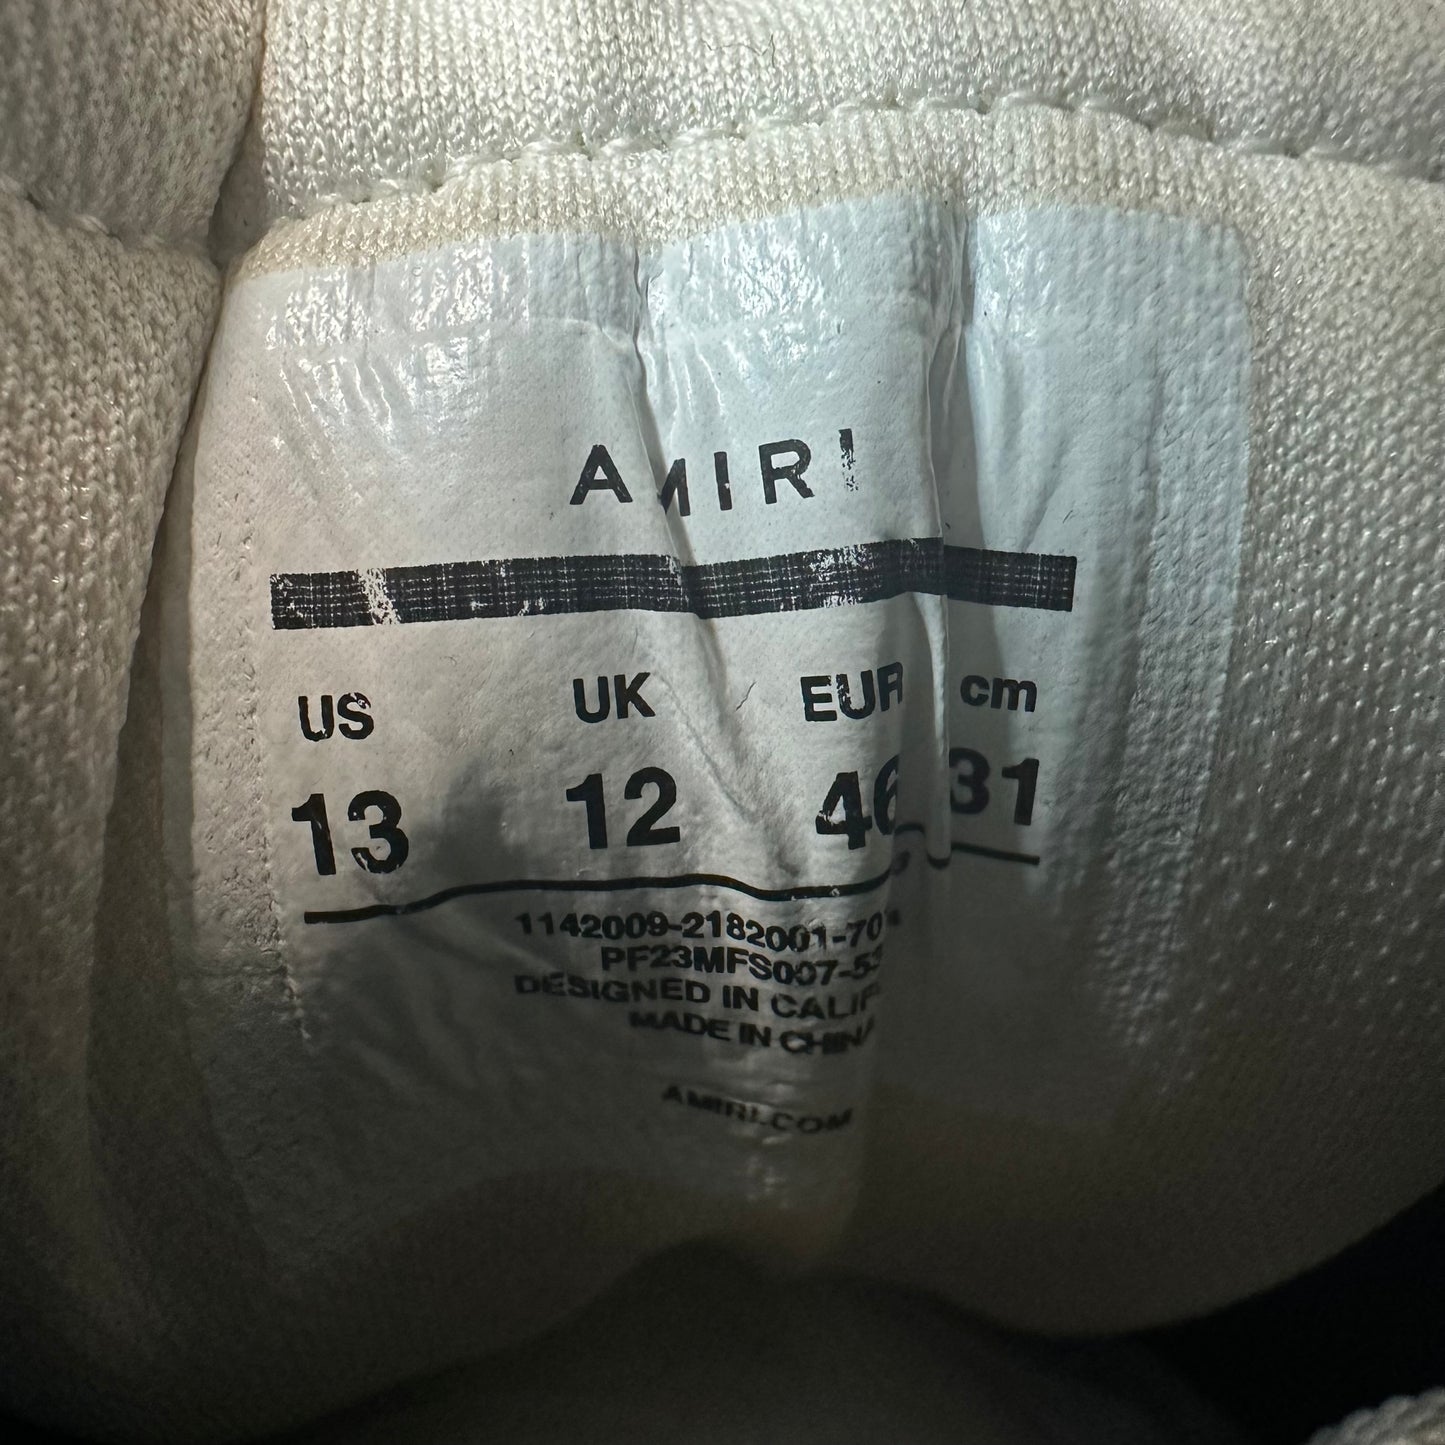 AMIRI
US UK EUR cm
13 12 46 31
1142009-2182001-70
PF23MFS007-53
DESIGNED IN CALIF
MADE IN CHINA
AMIRI.COM